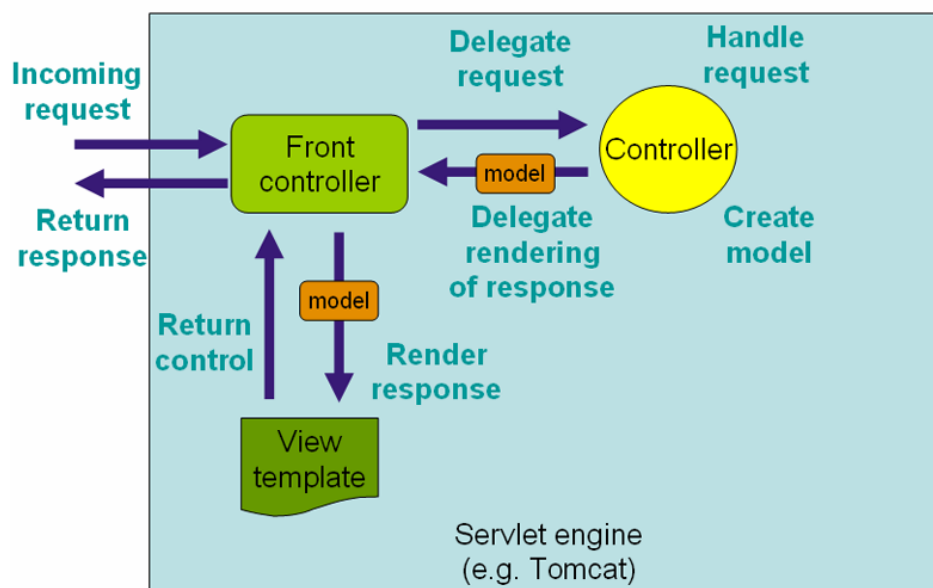 Incoming
request
Return
response
Delegate
request
Handle
request
Front
controller
Controller
model
Delegate
rendering
of response
Create
model
model
Return
control
Render
response
View
template
Servlet engine
(e.g. Tomcat)